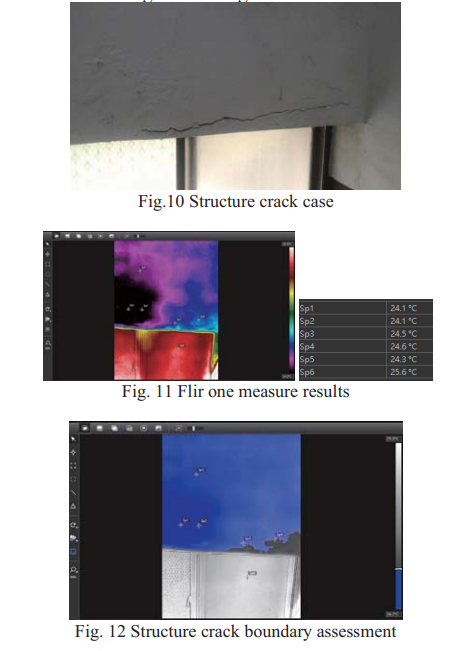 Fig.10 Structure crack case
Sp1 24.1 °C
Sp2 24.1 °C
Sp3 24.5 °C
Sp4 24.6 °C
Sp5 24.3 °C
Sp6 25.6 °C
Fig. 11 Flir one measure results
Fig. 12 Structure crack boundary assessment